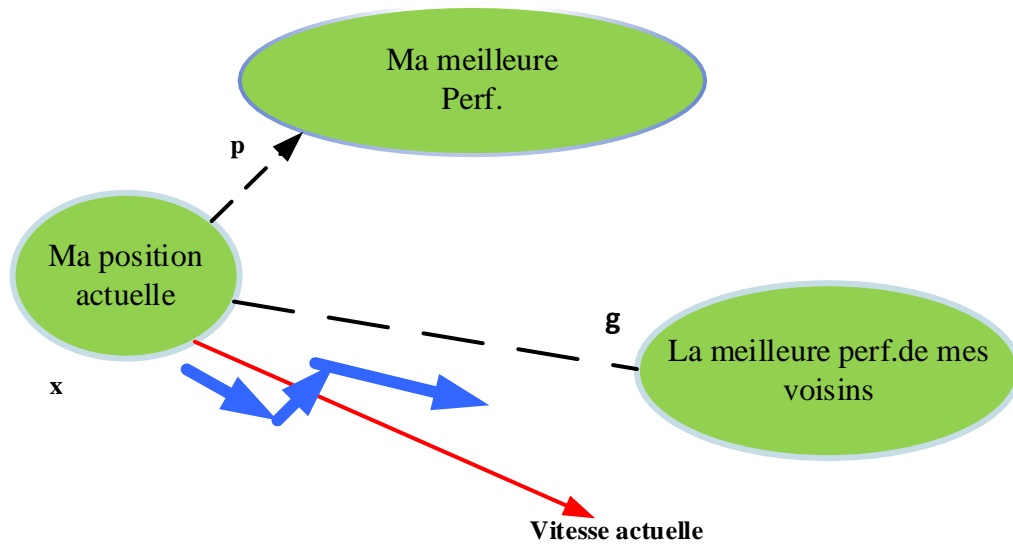 Ma meilleure
Perf.
p
Ma position
actuelle
g
La meilleure perf.de mes
voisins
x
Vitesse actuelle